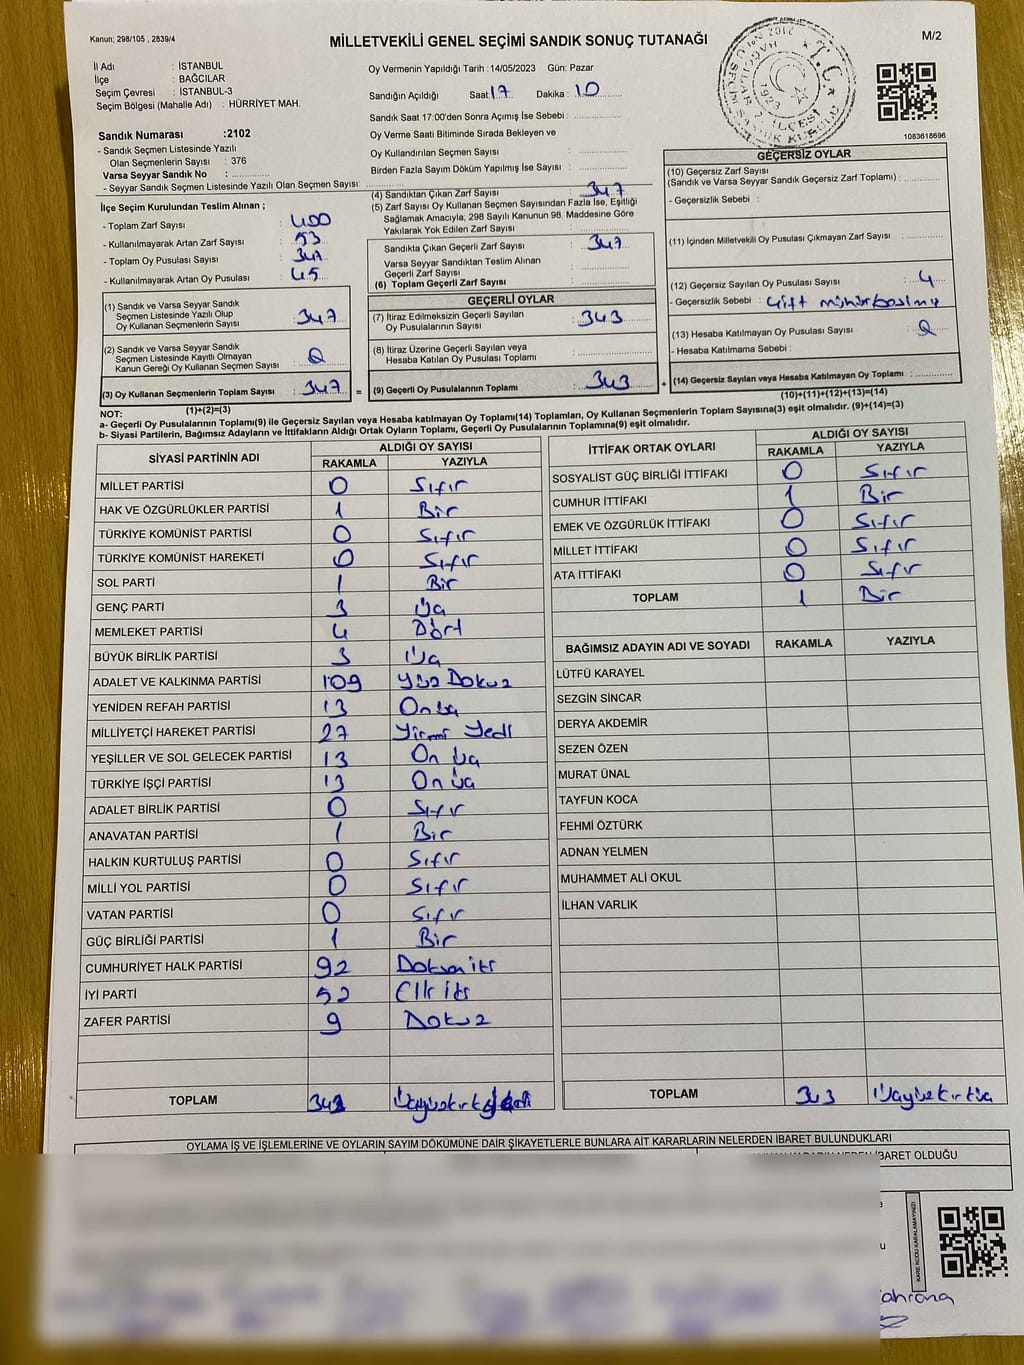 Kanun; 298/105 , 2839/4
MİLLETVEKİLİ GENEL SEÇİMİ SANDIK SONUÇ TUTANAĞI
M/2
İl Adı : İSTANBUL
İlçe : BAĞCILAR
Seçim Çevresi : İSTANBUL-3
Seçim Bölgesi (Mahalle Adı) : HÜRRİYET MAH.
Oy Vermenin Yapıldığı Tarih :14/05/2023 Gün: Pazar
Sandığın Açıldığı Saat: 17 Dakika : 10
Sandık Saat 17:00'den Sonra Açımış İse Sebebi :
Oy Verme Saati Bitiminde Sırada Bekleyen ve
Oy Kullandırılan Seçmen Sayısı
Birden Fazla Sayım Döküm Yapılmış İse Sayısı :
T.C.
1923
1083618696
Sandık Numarası :2102
- Sandık Seçmen Listesinde Yazılı
Olan Seçmenlerin Sayısı : 376
Varsa Seyyar Sandık No :
- Seyyar Sandık Seçmen Listesinde Yazılı Olan Seçmen Sayısı:
İlçe Seçim Kurulundan Teslim Alınan ;
- Toplam Zarf Sayısı : 400
- Kullanılmayarak Artan Zarf Sayısı : 53
- Toplam Oy Pusulası Sayısı : 347
- Kullanılmayarak Artan Oy Pusulası : 45
(1) Sandık ve Varsa Seyyar Sandık
Seçmen Listesinde Yazılı Olup
Oy Kullanan Seçmenlerin Sayısı : 347
(2) Sandık ve Varsa Seyyar Sandık
Seçmen Listesinde Kayıtlı Olmayan
Kanun Gereği Oy Kullanan Seçmen Sayısı : 0
(3) Oy Kullanan Seçmenlerin Toplam Sayısı : 347
(1)+(2)=(3)
(4) Sandıktan Çıkan Zarf Sayısı : 347
(5) Zarf Sayısı Oy Kullanan Seçmen Sayısından Fazla İse, Eşitliği
Sağlamak Amacıyla; 298 Sayılı Kanunun 98. Maddesine Göre
Yakılarak Yok Edilen Zarf Sayısı :
Sandıkta Çıkan Geçerli Zarf Sayısı : 347
Varsa Seyyar Sandıktan Teslim Alınan
Geçerli Zarf Sayısı :
(6) Toplam Geçerli Zarf Sayısı :
GEÇERLİ OYLAR
(7) İtiraz Edilmeksizin Geçerli Sayılan
Oy Pusulalarının Sayısı : 343
(8) İtiraz Üzerine Geçerli Sayılan veya
Hesaba Katılan Oy Pusulası Toplamı :
= (9) Geçerli Oy Pusulalarının Toplamı : 343
GEÇERSİZ OYLAR
(10) Geçersiz Zarf Sayısı
(Sandık ve Varsa Seyyar Sandık Geçersiz Zarf Toplamı) :
- Geçersizlik Sebebi :
(11) İçinden Milletvekili Oy Pusulası Çıkmayan Zarf Sayısı :
(12) Geçersiz Sayılan Oy Pusulası Sayısı : 4
- Geçersizlik Sebebi : Çift mühür basılmış
(13) Hesaba Katılmayan Oy Pusulası Sayısı : 0
- Hesaba Katılmama Sebebi :
+ (14) Geçersiz Sayılan veya Hesaba Katılmayan Oy Toplamı :
(10)+(11)+(12)+(13)=(14)
NOT:
a- Geçerli Oy Pusulasının Toplamı(9) ile Geçersiz Sayılan veya Hesaba katılmayan Oy Toplamı(14) Toplamları, Oy Kullanan Seçmenlerin Toplam Sayısına(3) eşit olmalıdır. (9)+(14)=(3)
b- Siyasi Partilerin, Bağımsız Adayların ve İttifakların Aldığı Ortak Oyların Toplamı, Geçerli Oy Pusulasının Toplamına(9) eşit olmalıdır.
SİYASİ PARTİNİN ADI ALDIĞI OY SAYISI
RAKAMLA YAZIYLA
MİLLET PARTİSİ 0 Sıfır
HAK VE ÖZGÜRLÜKLER PARTİSİ 1 Bir
TÜRKİYE KOMÜNİST PARTİSİ 0 Sıfır
TÜRKİYE KOMÜNİST HAREKETİ 0 Sıfır
SOL PARTİ 1 Bir
GENÇ PARTİ 3 Üç
MEMLEKET PARTİSİ 4 Dört
BÜYÜK BİRLİK PARTİSİ 3 Üç
ADALET VE KALKINMA PARTİSİ 109 Yüz Dokuz
YENİDEN REFAH PARTİSİ 13 Onüç
MİLLİYETÇİ HAREKET PARTİSİ 27 Yirmi Yedi
YEŞİLLER VE SOL GELECEK PARTİSİ 13 On üç
TÜRKİYE İŞÇİ PARTİSİ 13 On üç
ADALET BİRLİK PARTİSİ 0 Sıfır
ANAVATAN PARTİSİ 1 Bir
HALKIN KURTULUŞ PARTİSİ 0 Sıfır
MİLLİ YOL PARTİSİ 0 Sıfır
VATAN PARTİSİ 0 Sıfır
GÜÇ BİRLİĞİ PARTİSİ 1 Bir
CUMHURİYET HALK PARTİSİ 92 Doksan iki
İYİ PARTİ 52 Elli iki
ZAFER PARTİSİ 9 Dokuz
TOPLAM 342
İTTİFAK ORTAK OYLARI ALDIĞI OY SAYISI
RAKAMLA YAZIYLA
SOSYALİST GÜÇ BİRLİĞİ İTTİFAKI 0 Sıfır
CUMHUR İTTİFAKI 1 Bir
EMEK VE ÖZGÜRLÜK İTTİFAKI 0 Sıfır
MİLLET İTTİFAKI 0 Sıfır
ATA İTTİFAKI 0 Sıfır
TOPLAM 1 Bir
BAĞIMSIZ ADAYIN ADI VE SOYADI RAKAMLA YAZIYLA
LÜTFÜ KARAYEL
SEZGİN SİNCAR
DERYA AKDEMİR
SEZEN ÖZEN
MURAT ÜNAL
TAYFUN KOCA
FEHMİ ÖZTÜRK
ADNAN YELMEN
MUHAMMET ALİ OKUL
İLHAN VARLIK
TOPLAM 343 Üçyüzkırküç
OYLAMA İŞ VE İŞLEMLERİNE VE OYLARIN SAYIM DÖKÜMÜNE DAİR ŞİKAYETLERLE BUNLARA AİT KARARLARIN NELERDEN İBARET BULUNDUKLARI
İBARET OLDUĞU
KARE KODU KARALAMAYINIZ!